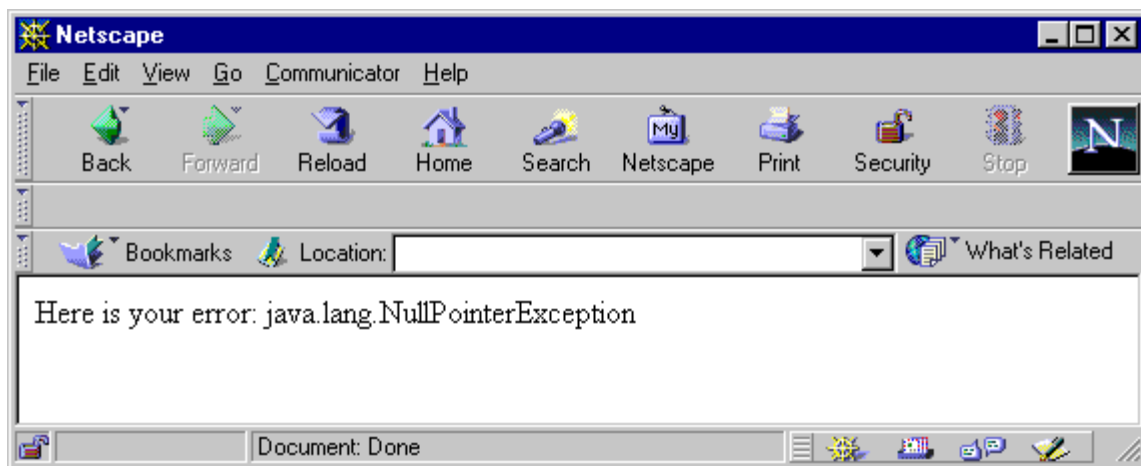 Netscape
File Edit View Go Communicator Help
Back Forward Reload Home Search Netscape Print Security Stop
My
N
Bookmarks Location: What's Related
Here is your error: java.lang.NullPointerException
Document: Done